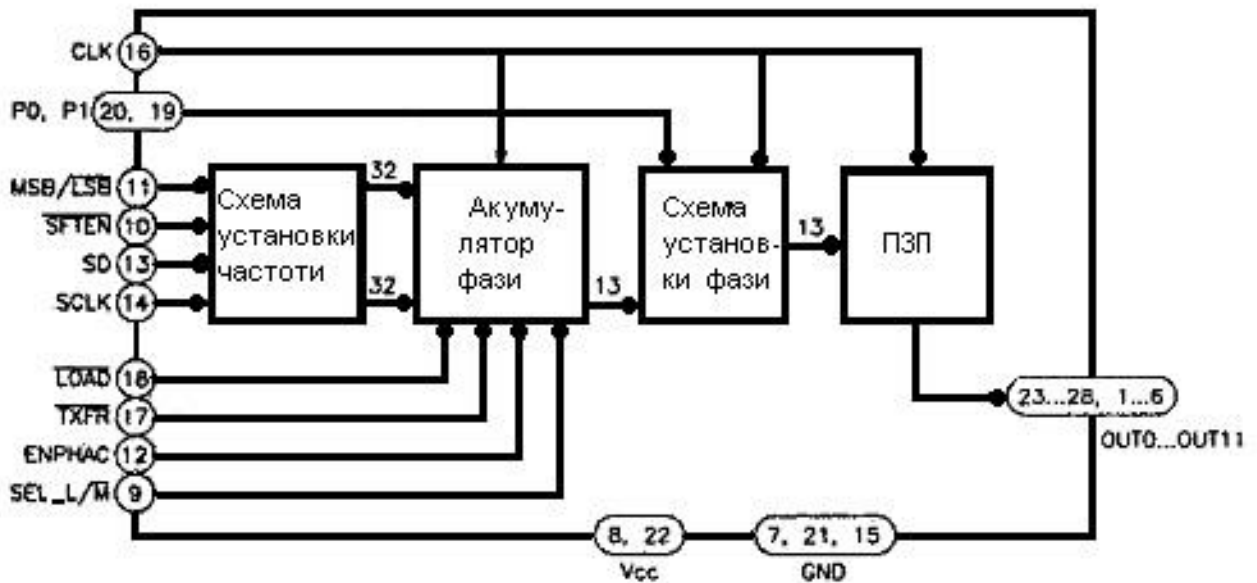 CLK 16
P0, P1 20, 19
MSB/LSB 11
SFTEN 10
SD 13
SCLK 14
LOAD 18
TXFR 17
ENPHAC 12
SEL_L/M 9
Схема
установки
частоти
32
32
Акуму-
лятор
фази
13
Схема
установ-
ки фази
13
ПЗП
23...28, 1...6
OUT0...OUT11
8, 22
Vcc
7, 21, 15
GND